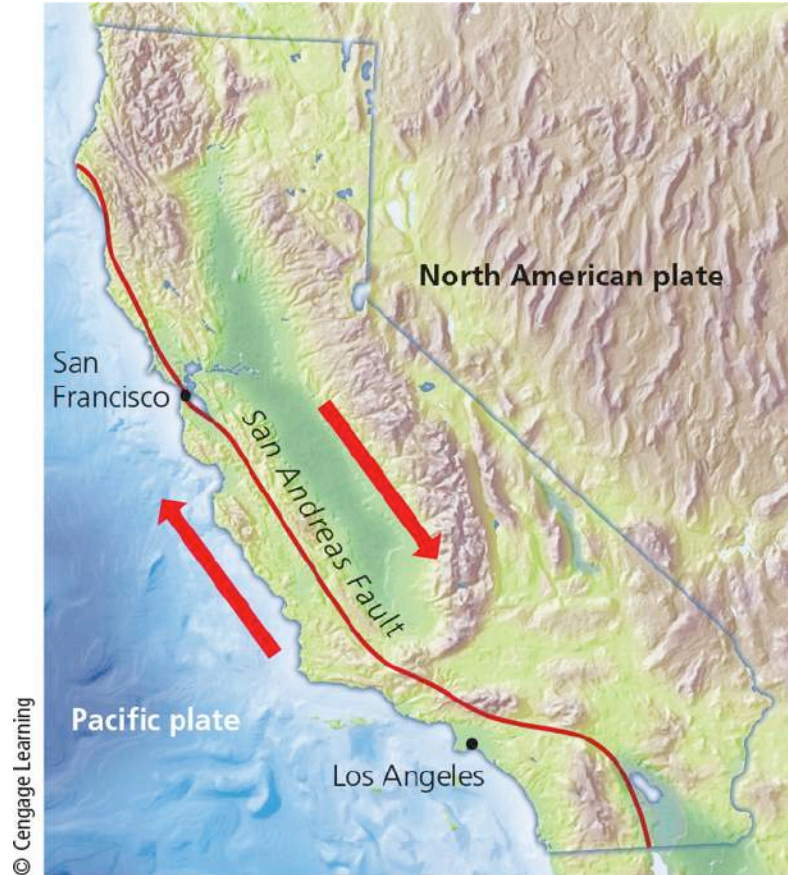 North American plate
San
Francisco
San Andreas Fault
Pacific plate
Los Angeles
© Cengage Learning